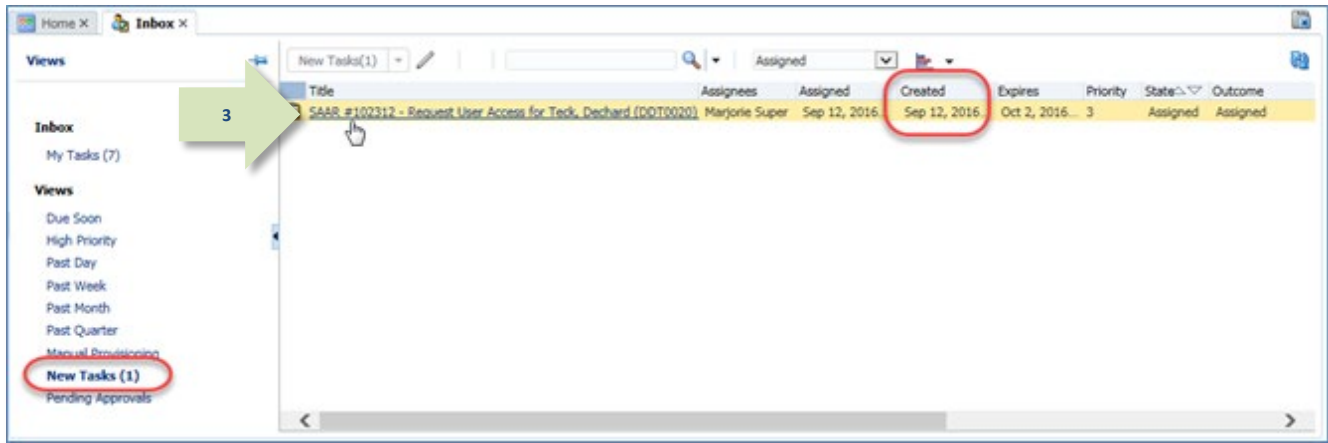 Home × Inbox ×
Views
New Tasks(1)
Assigned
Title Assignees Assigned Created Expires Priority State Outcome
3
SAAR #102312 - Request User Access for Teck, Dechard (DDT0020) Marjorie Super Sep 12, 2016... Sep 12, 2016 Oct 2, 2016... 3 Assigned Assigned
Inbox
My Tasks (7)
Views
Due Soon
High Priority
Past Day
Past Week
Past Month
Past Quarter
Manual Provisioning
New Tasks (1)
Pending Approvals